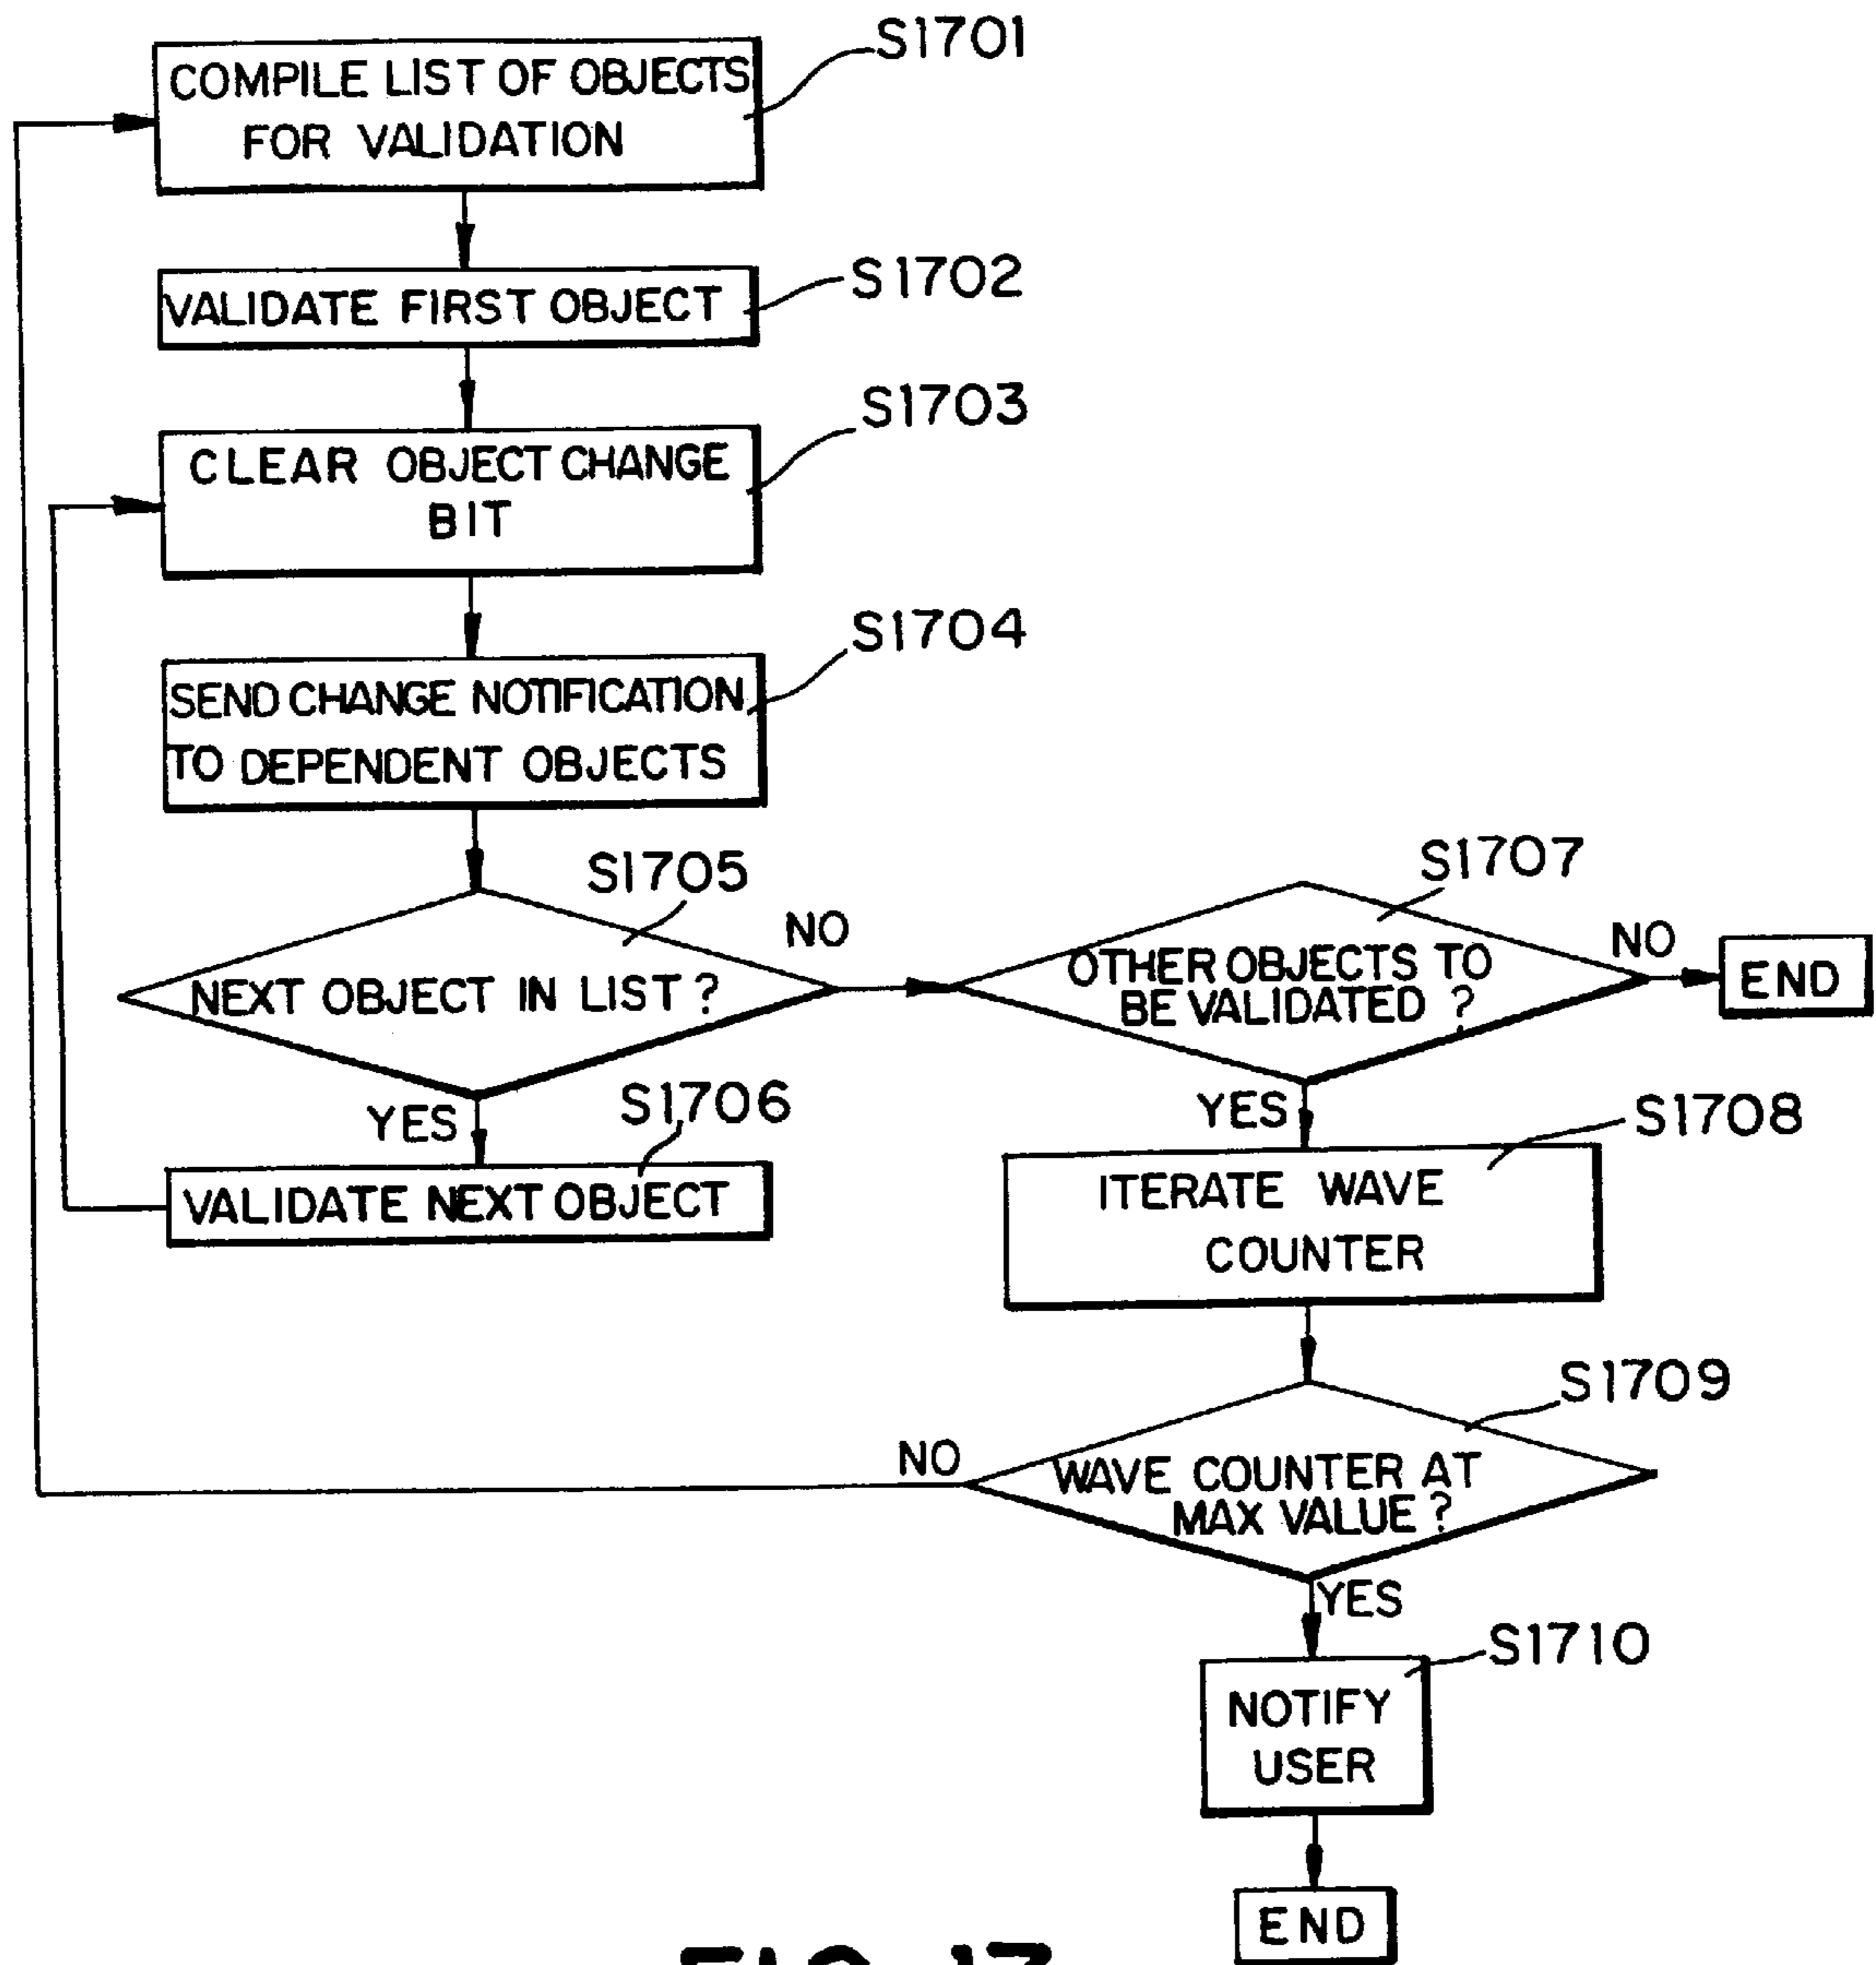 S1701
COMPILE LIST OF OBJECTS
FOR VALIDATION
S1702
VALIDATE FIRST OBJECT
S1703
CLEAR OBJECT CHANGE
BIT
S1704
SEND CHANGE NOTIFICATION
TO DEPENDENT OBJECTS
S1705
NEXT OBJECT IN LIST?
NO
YES
S1706
VALIDATE NEXT OBJECT
S1707
OTHER OBJECTS TO
BE VALIDATED ?
NO
END
YES
S1708
ITERATE WAVE
COUNTER
S1709
WAVE COUNTER AT
MAX VALUE ?
NO
YES
S1710
NOTIFY
USER
END